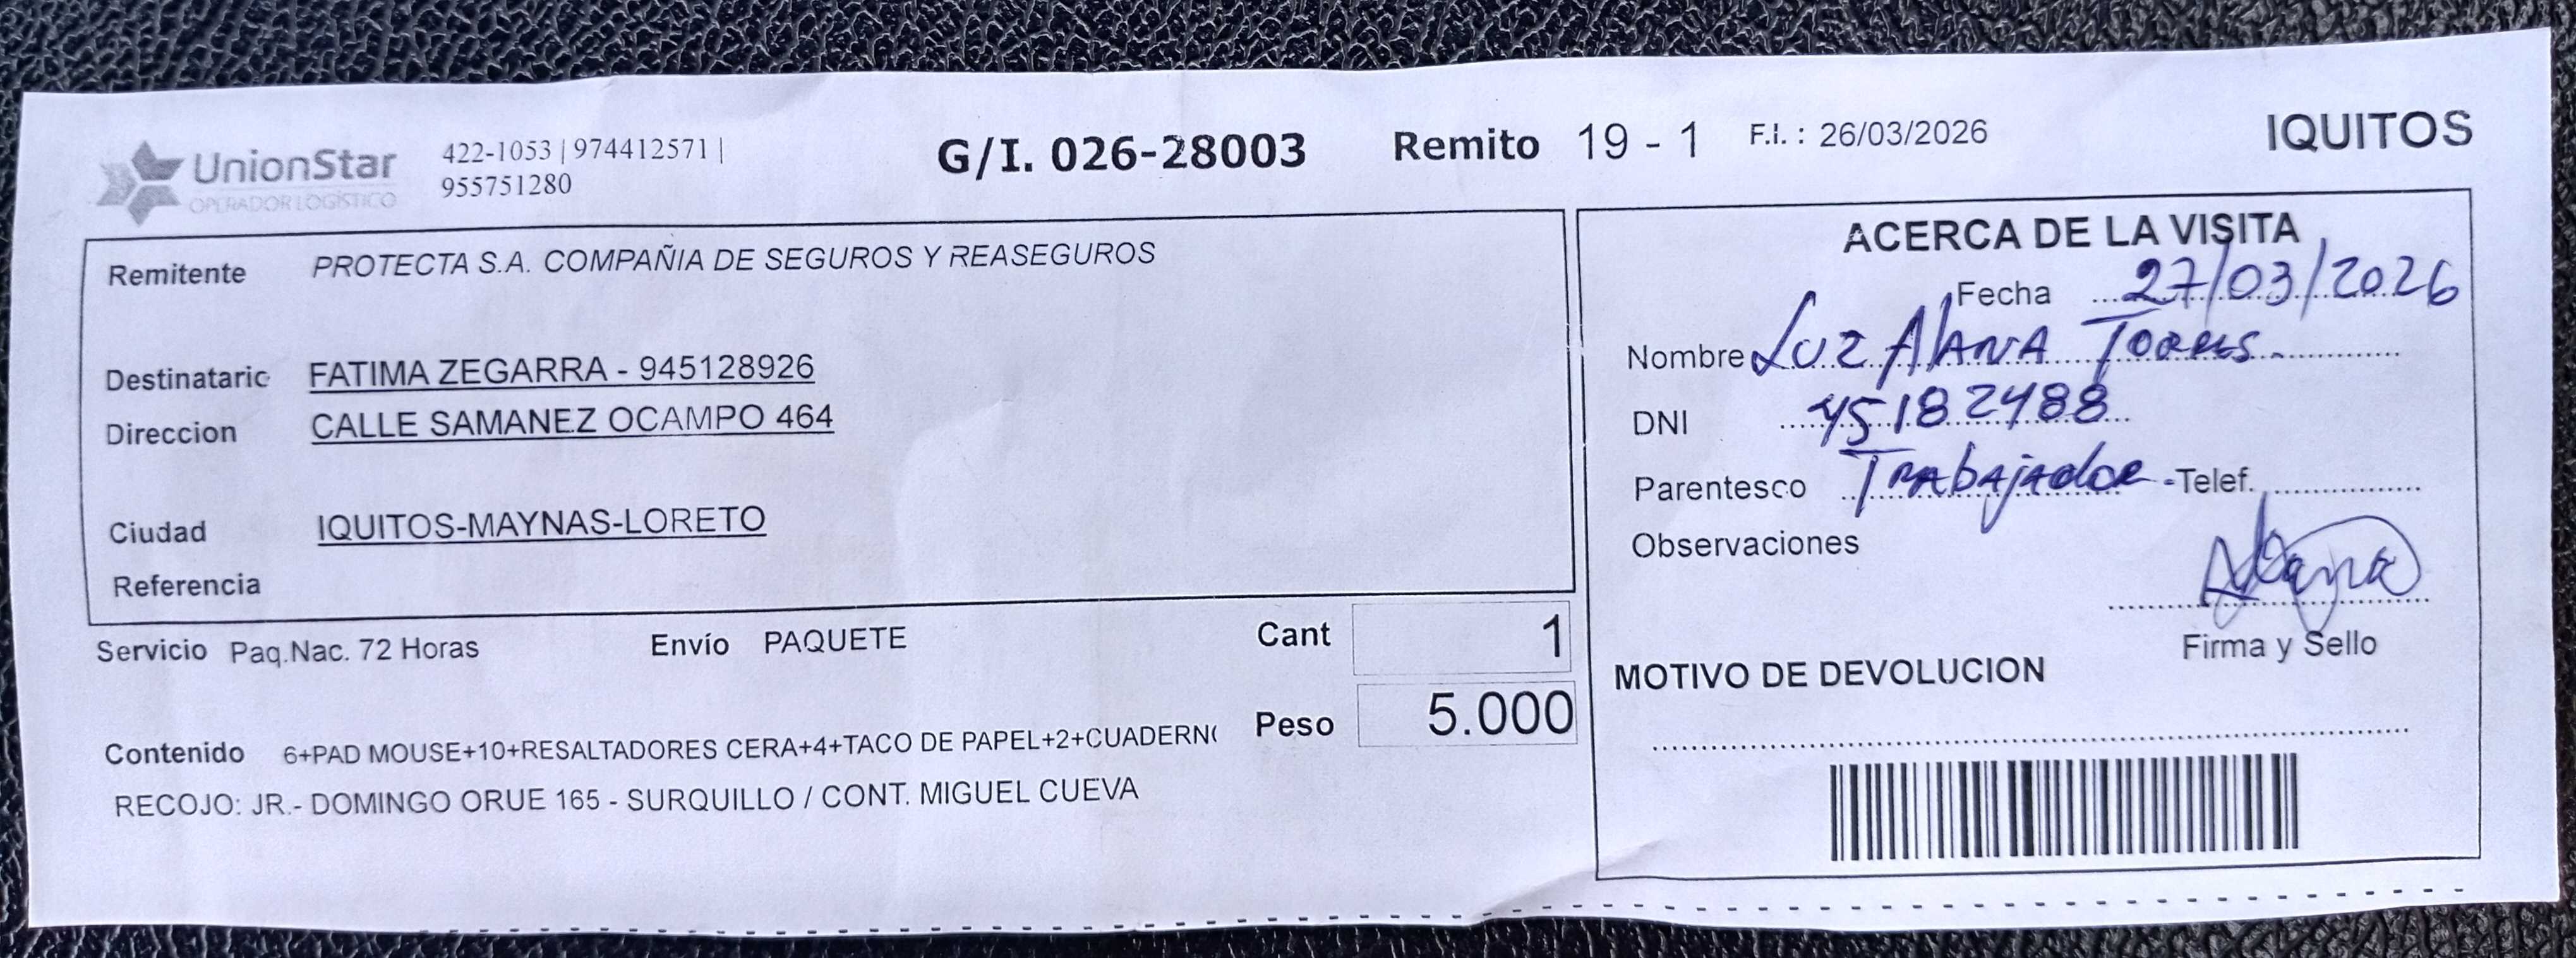 UnionStar
OPERADOR LOGÍSTICO
422-1053 | 974412571 |
955751280
G/I. 026-28003
Remito 19 - 1
F.I. : 26/03/2026
IQUITOS
Remitente PROTECTA S.A. COMPAÑIA DE SEGUROS Y REASEGUROS
Destinatario FATIMA ZEGARRA - 945128926
Direccion CALLE SAMANEZ OCAMPO 464
Ciudad IQUITOS-MAYNAS-LORETO
Referencia
Servicio Paq.Nac. 72 Horas
Envío PAQUETE
Cant 1
Peso 5.000
Contenido 6+PAD MOUSE+10+RESALTADORES CERA+4+TACO DE PAPEL+2+CUADERN
RECOJO: JR.- DOMINGO ORUE 165 - SURQUILLO / CONT. MIGUEL CUEVA
ACERCA DE LA VISITA
Fecha 27/03/2026
Nombre Luz Alana Torres.
DNI 45182488
Parentesco Trabajador - Telef.
Observaciones
Firma y Sello
MOTIVO DE DEVOLUCION